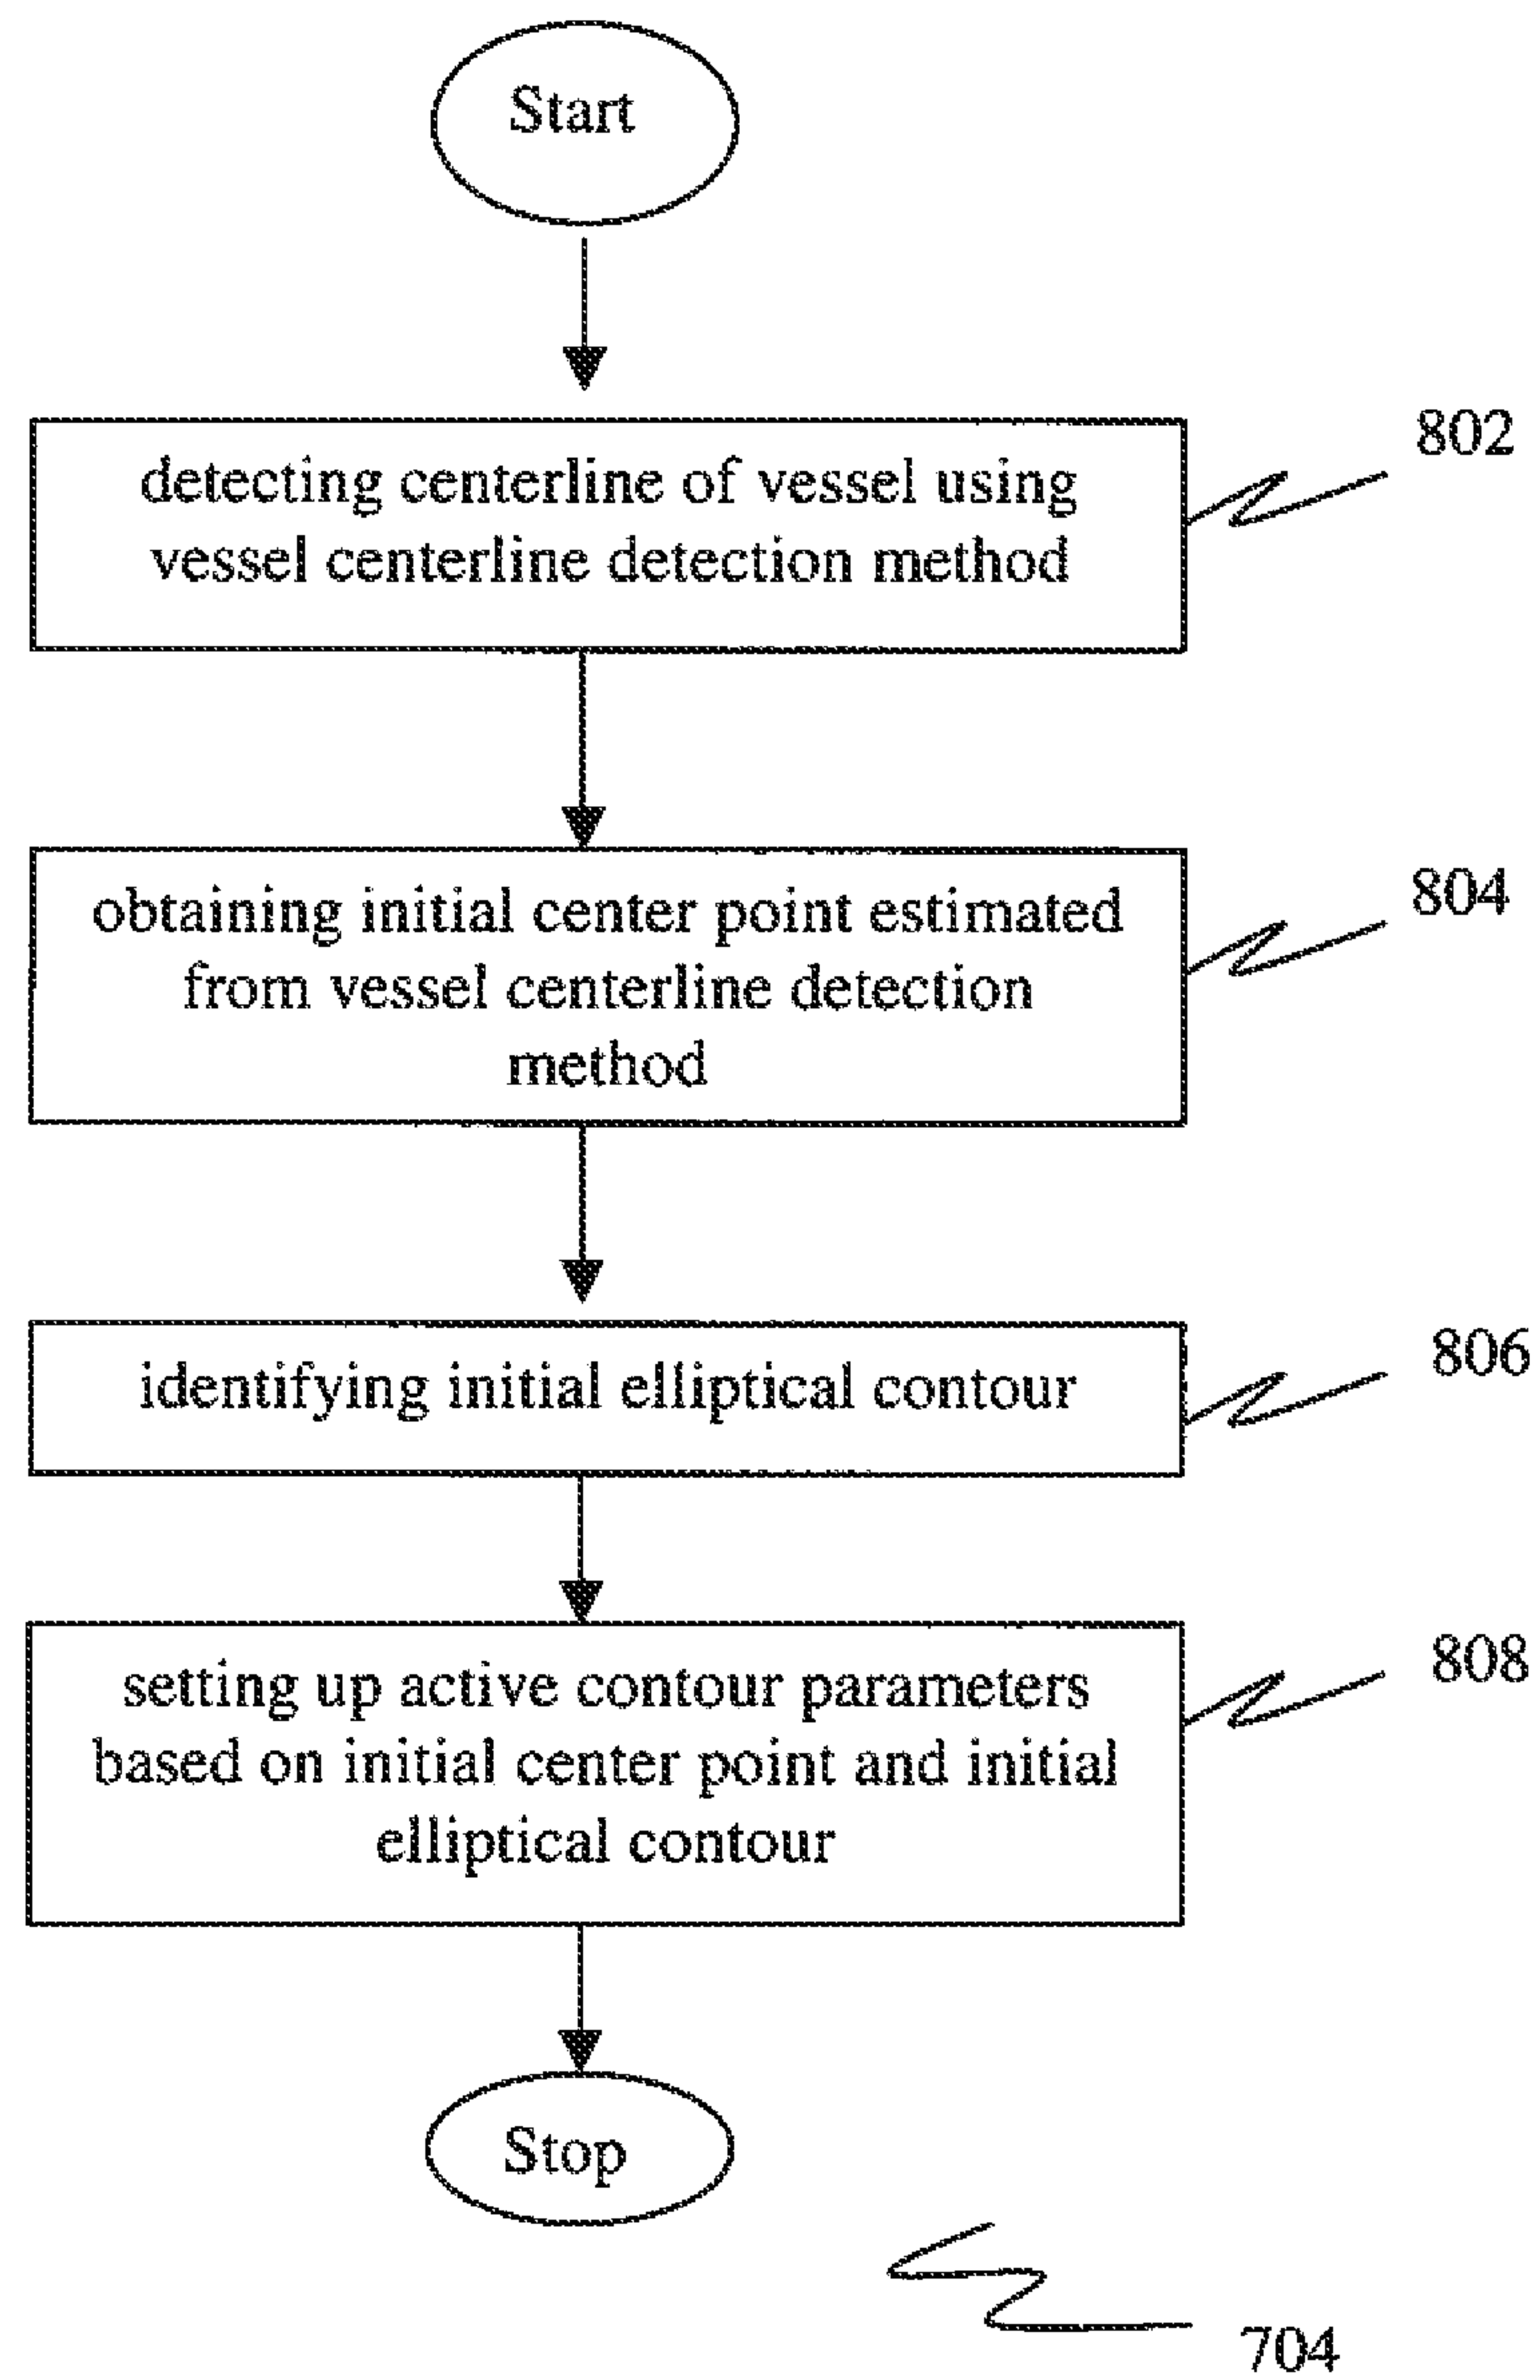 Start
802
detecting centerline of vessel using
vessel centerline detection method
804
obtaining initial center point estimated
from vessel centerline detection
method
806
identifying initial elliptical contour
808
setting up active contour parameters
based on initial center point and initial
elliptical contour
Stop
704